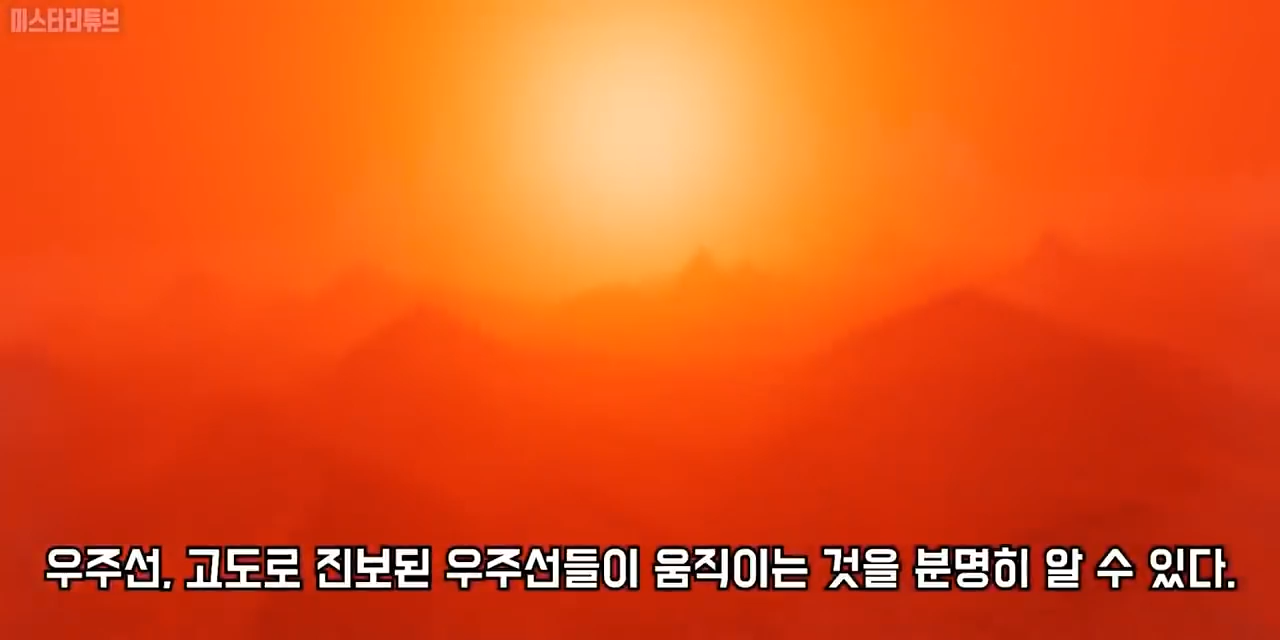 미스터리튜브
우주선, 고도로 진보된 우주선들이 움직이는 것을 분명히 알 수 있다.